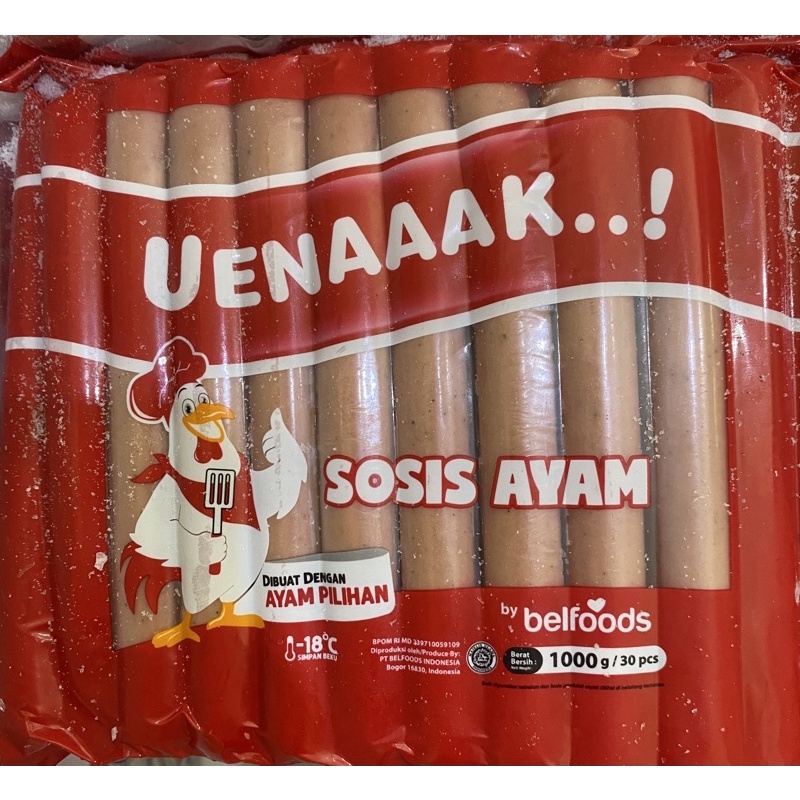 UENAAAK..!
SOSIS AYAM
DIBUAT DENGAN
AYAM PILIHAN
by belfoods
-18°C
SIMPAN BEKU
BPOM RI MD 239710059109
Diproduksi oleh/Produce By:
PT BELFOODS INDONESIA
Bogor 16830, Indonesia
Berat
Bersih :
Net Weight
1000 g / 30 pcs